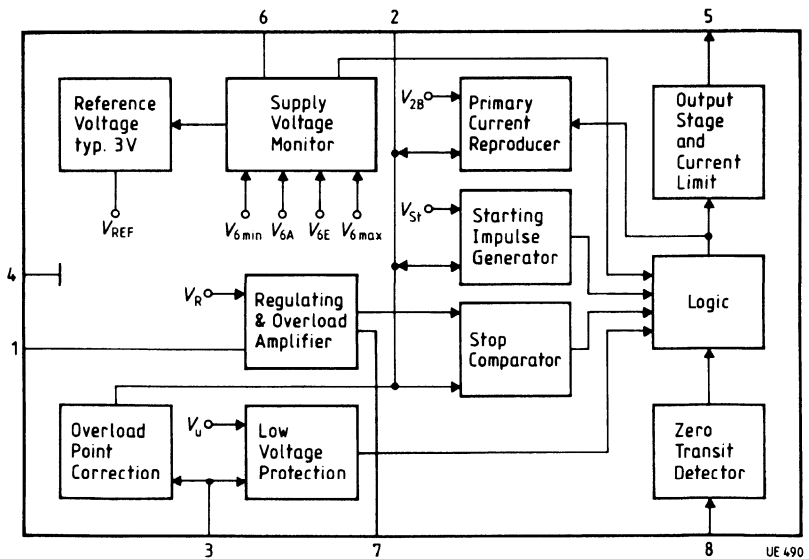 6
2
5
Reference
Voltage
typ. 3V
Supply
Voltage
Monitor
V2B
Primary
Current
Reproducer
Output
Stage
and
Current
Limit
VREF
V6min
V6A
V6E
V6max
VSt
Starting
Impulse
Generator
4
VR
Regulating
& Overload
Amplifier
Logic
1
Stop
Comparator
Overload
Point
Correction
Vu
Low
Voltage
Protection
Zero
Transit
Detector
3
7
8
UE 490